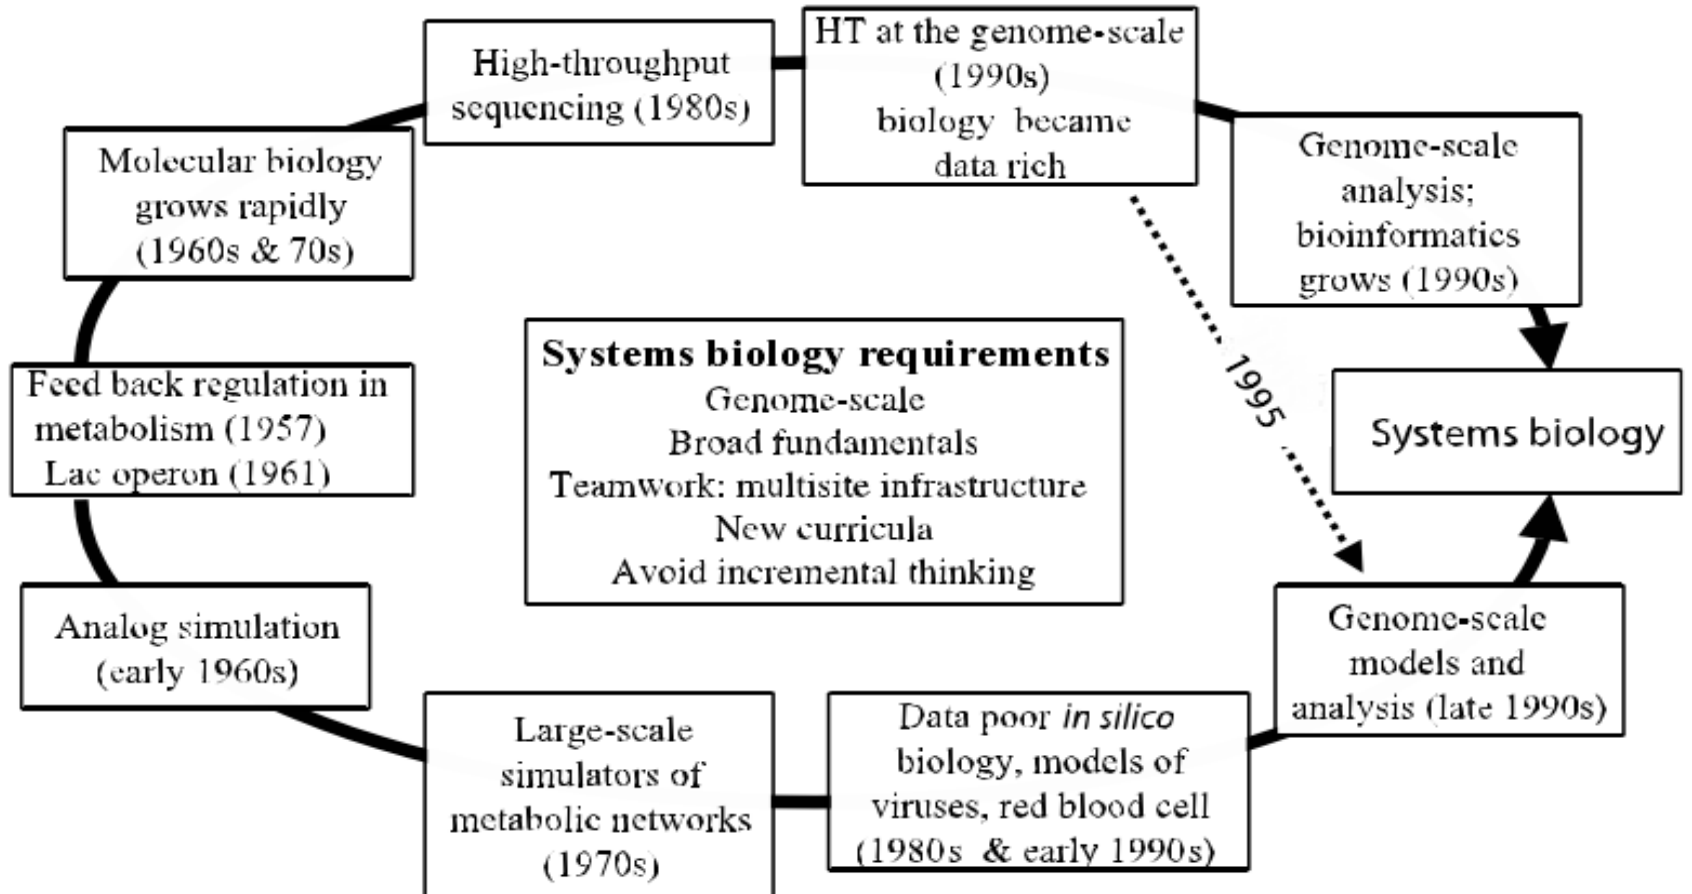 High-throughput
sequencing (1980s)
HT at the genome-scale
(1990s)
biology became
data rich
Molecular biology
grows rapidly
(1960s & 70s)
Genome-scale
analysis;
bioinformatics
grows (1990s)
Feed back regulation in
metabolism (1957)
Lac operon (1961)
Systems biology requirements
Genome-scale
Broad fundamentals
Teamwork: multisite infrastructure
New curricula
Avoid incremental thinking
1995
Systems biology
Analog simulation
(early 1960s)
Large-scale
simulators of
metabolic networks
(1970s)
Data poor in silico
biology, models of
viruses, red blood cell
(1980s & early 1990s)
Genome-scale
models and
analysis (late 1990s)